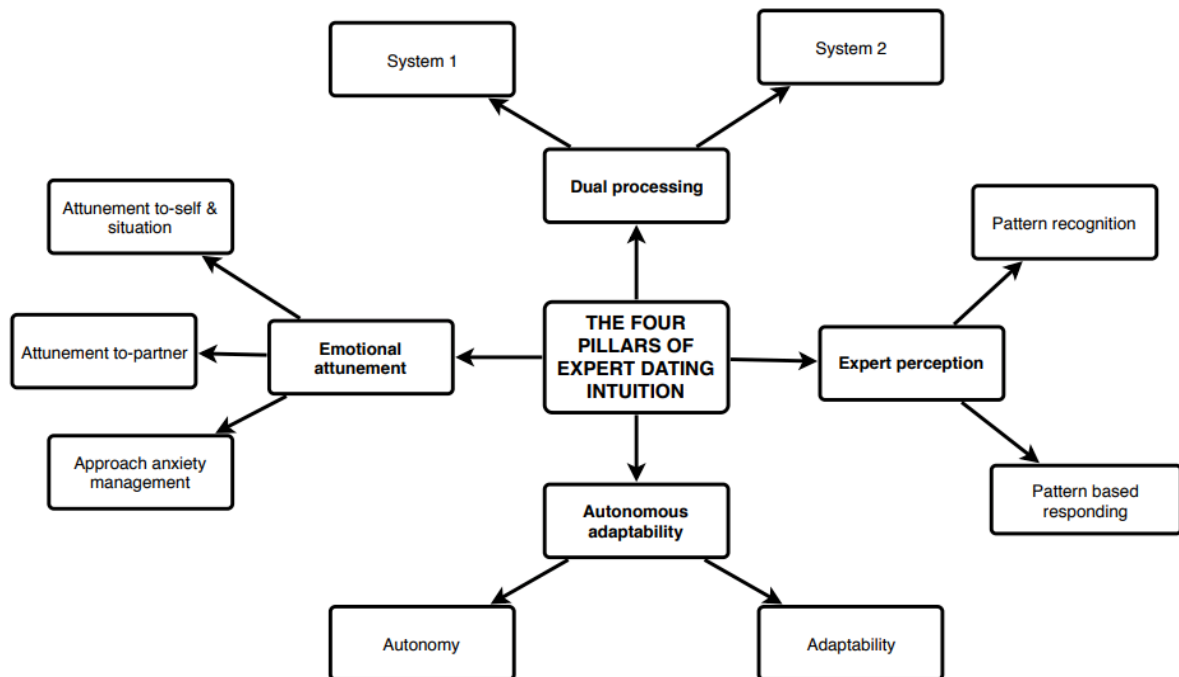 System 1
System 2
Dual processing
Attunement to-self &
situation
Pattern recognition
Attunement to-partner
Emotional
attunement
THE FOUR
PILLARS OF
EXPERT DATING
INTUITION
Expert perception
Approach anxiety
management
Autonomous
adaptability
Pattern based
responding
Autonomy
Adaptability